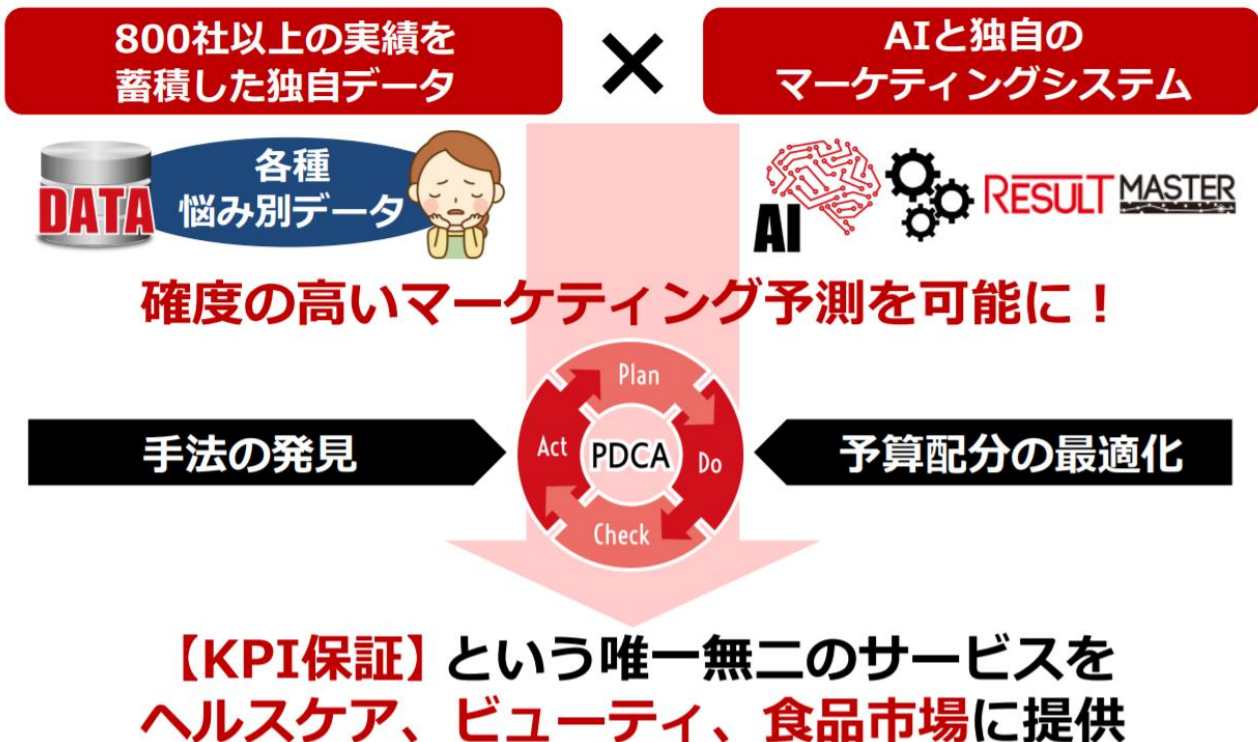 800社以上の実績を
蓄積した独自データ
×
AIと独自の
マーケティングシステム
DATA
各種
悩み別データ
AI
RESULT MASTER
確度の高いマーケティング予測を可能に！
手法の発見
Plan
Act
PDCA
Do
Check
予算配分の最適化
【KPI保証】という唯一無二のサービスを
ヘルスケア、ビューティ、食品市場に提供